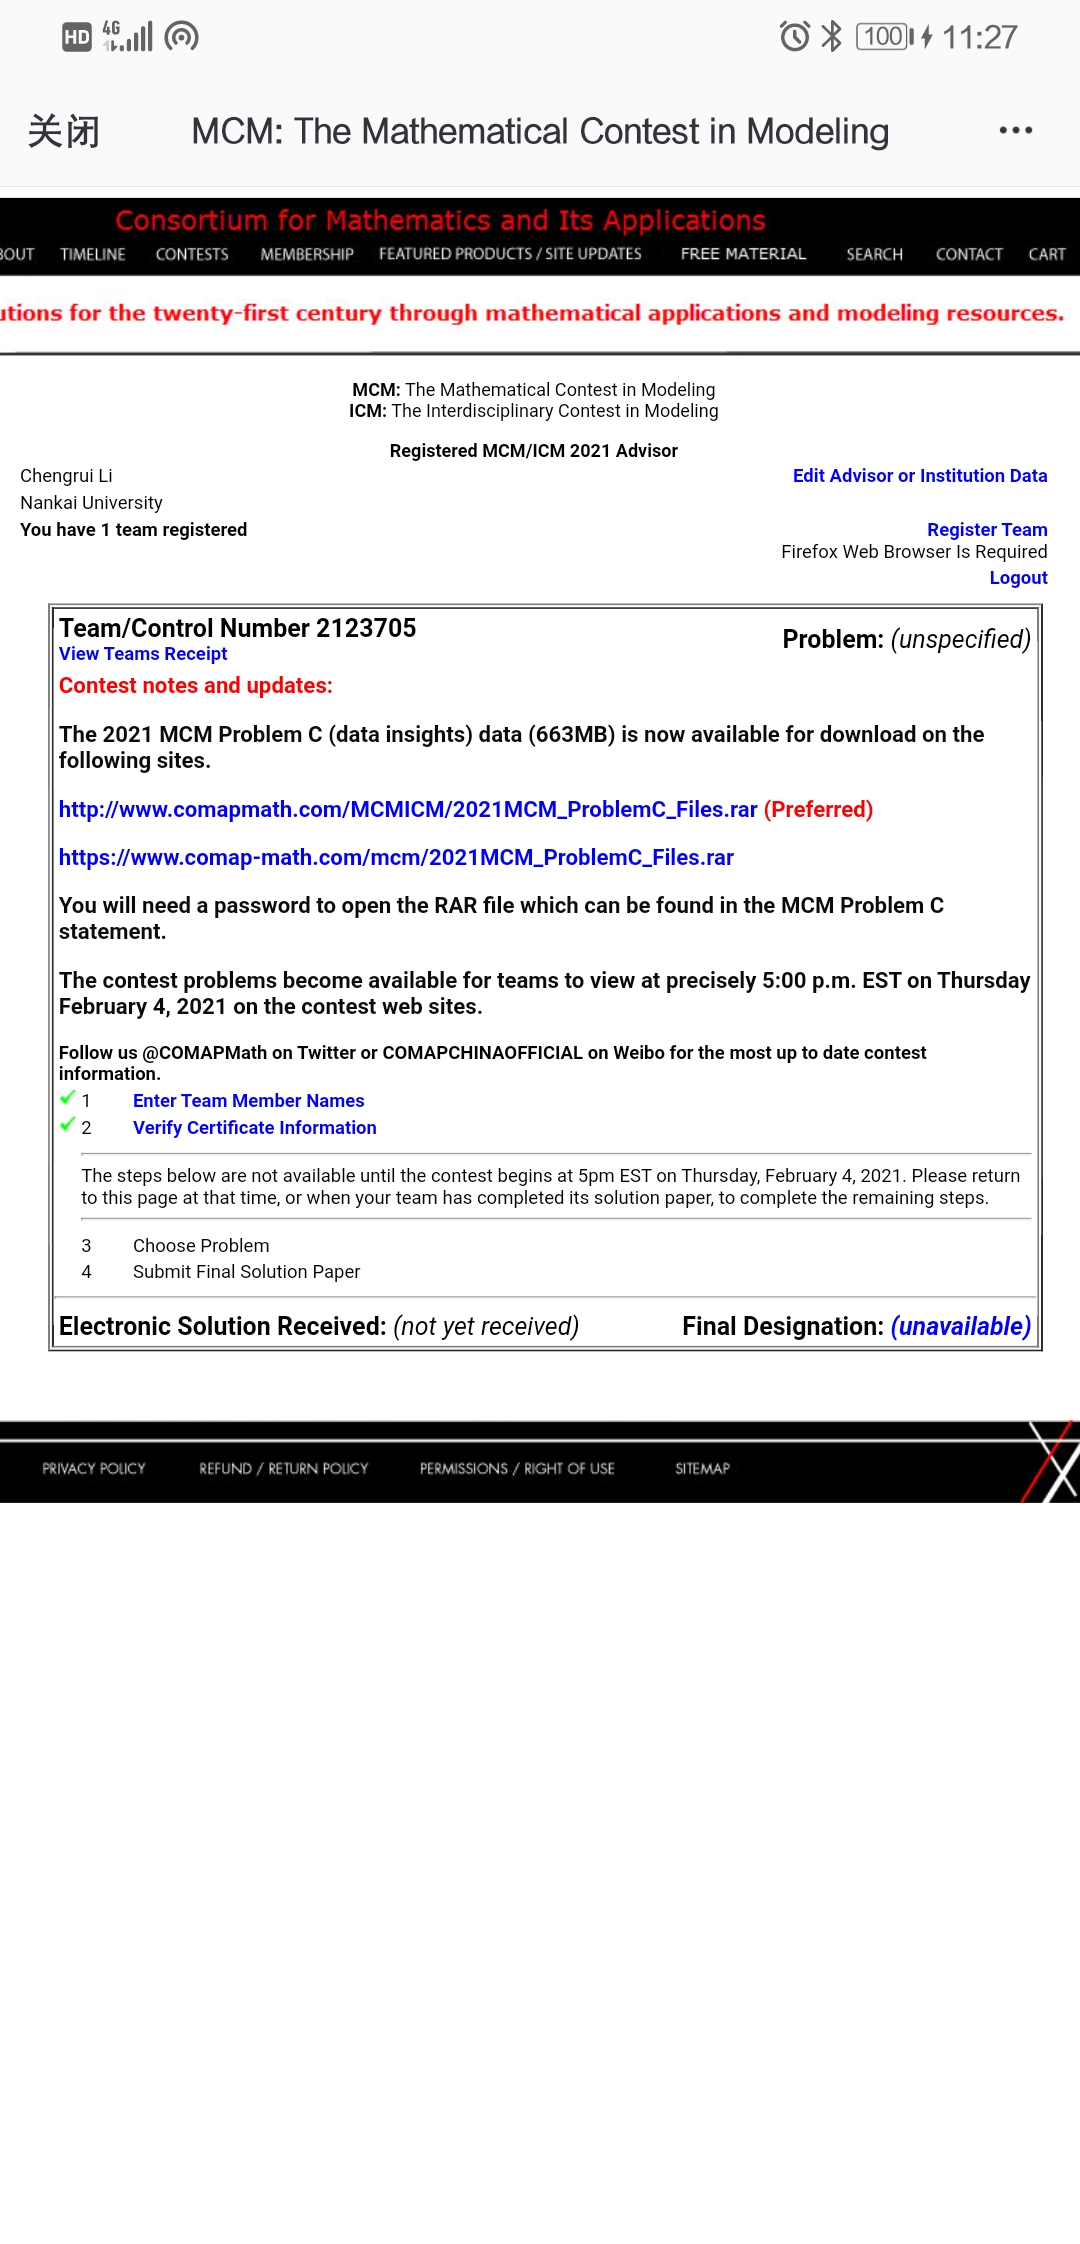 HD 4G 100 11:27
关闭 MCM: The Mathematical Contest in Modeling ...
Consortium for Mathematics and Its Applications
BOUT TIMELINE CONTESTS MEMBERSHIP FEATURED PRODUCTS / SITE UPDATES FREE MATERIAL SEARCH CONTACT CART
utions for the twenty-first century through mathematical applications and modeling resources.
MCM: The Mathematical Contest in Modeling
ICM: The Interdisciplinary Contest in Modeling
Registered MCM/ICM 2021 Advisor
Chengrui Li Edit Advisor or Institution Data
Nankai University
You have 1 team registered Register Team
Firefox Web Browser Is Required
Logout
Team/Control Number 2123705 Problem: (unspecified)
View Teams Receipt
Contest notes and updates:
The 2021 MCM Problem C (data insights) data (663MB) is now available for download on the
following sites.
http://www.comapmath.com/MCMICM/2021MCM_ProblemC_Files.rar (Preferred)
https://www.comap-math.com/mcm/2021MCM_ProblemC_Files.rar
You will need a password to open the RAR file which can be found in the MCM Problem C
statement.
The contest problems become available for teams to view at precisely 5:00 p.m. EST on Thursday
February 4, 2021 on the contest web sites.
Follow us @COMAPMath on Twitter or COMAPCHINAOFFICIAL on Weibo for the most up to date contest
information.
1 Enter Team Member Names
2 Verify Certificate Information
The steps below are not available until the contest begins at 5pm EST on Thursday, February 4, 2021. Please return
to this page at that time, or when your team has completed its solution paper, to complete the remaining steps.
3 Choose Problem
4 Submit Final Solution Paper
Electronic Solution Received: (not yet received) Final Designation: (unavailable)
PRIVACY POLICY REFUND / RETURN POLICY PERMISSIONS / RIGHT OF USE SITEMAP